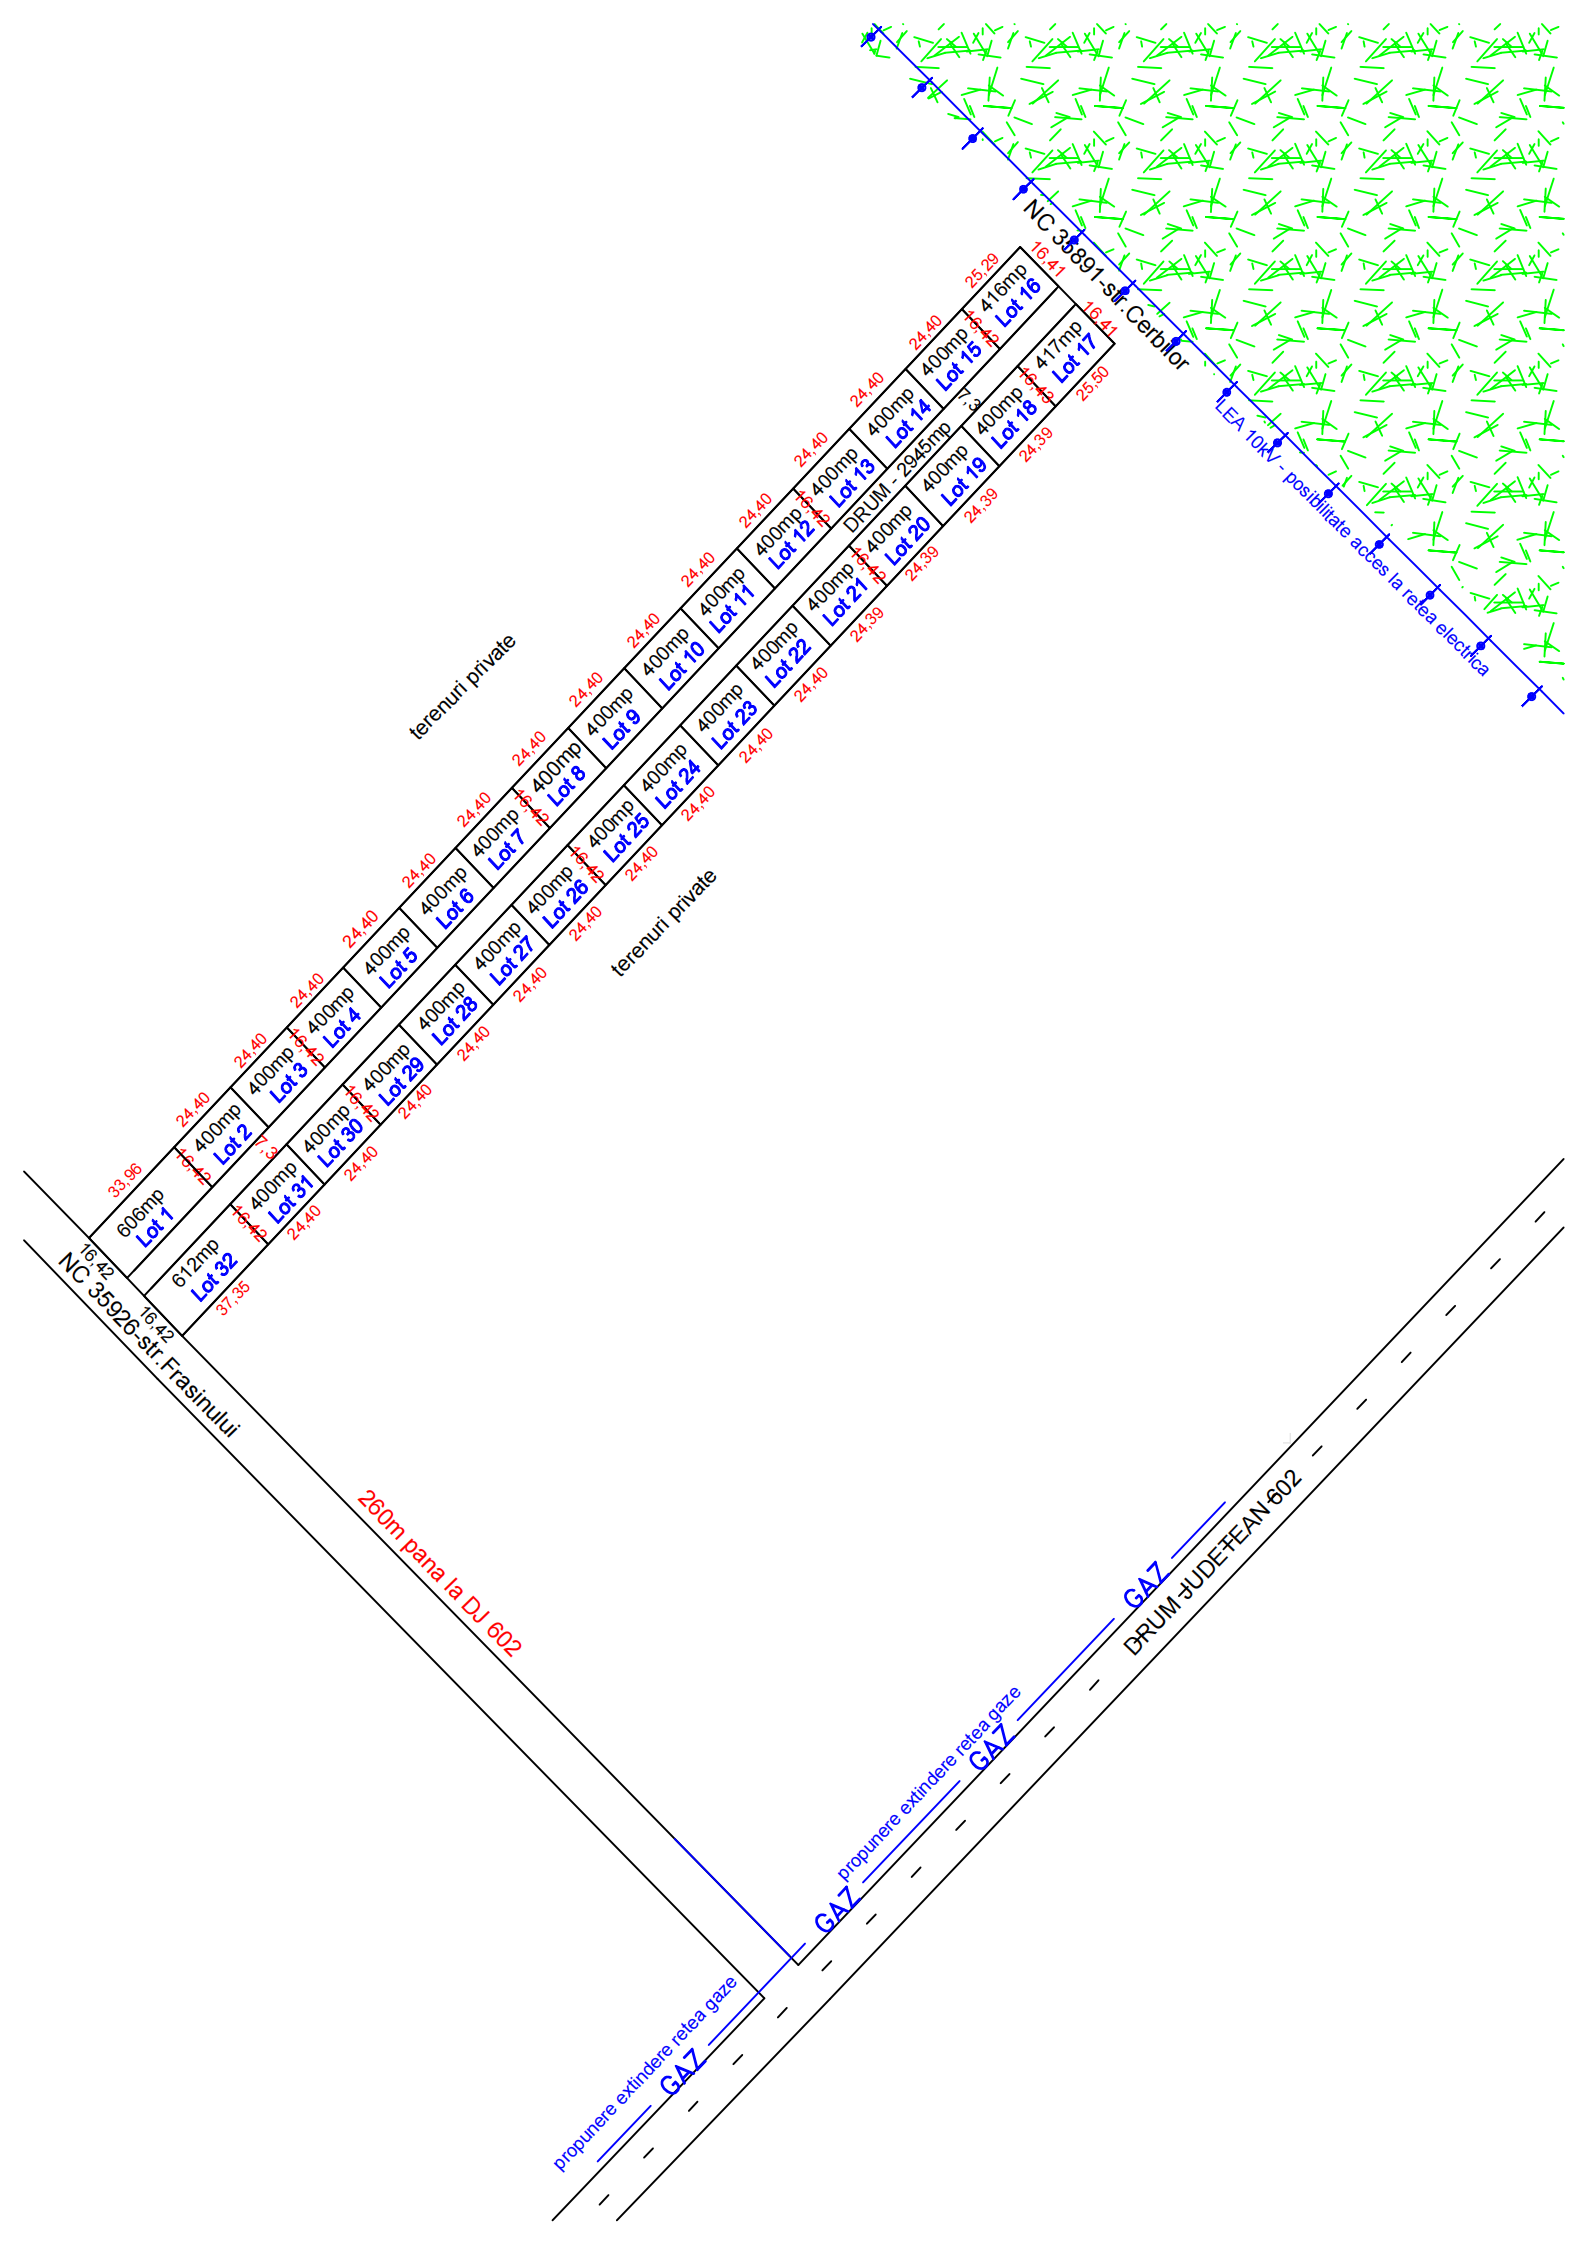 NC 35891-str.Cerbilor
LEA 10kV - posibilitate acces la retea electrica
16,41
25,29
416mp
Lot 16
16,42
24,40
400mp
Lot 15
24,40
400mp
Lot 14
24,40
400mp
Lot 13
16,42
24,40
400mp
Lot 12
24,40
400mp
Lot 11
24,40
400mp
Lot 10
24,40
400mp
Lot 9
24,40
400mp
Lot 8
16,42
24,40
400mp
Lot 7
24,40
400mp
Lot 6
24,40
400mp
Lot 5
24,40
400mp
Lot 4
16,42
24,40
400mp
Lot 3
24,40
400mp
Lot 2
16,42
33,96
606mp
Lot 1
16,42
DRUM - 2945mp
7,3
7,3
16,41
417mp
Lot 17
25,50
16,43
400mp
Lot 18
24,39
400mp
Lot 19
24,39
400mp
Lot 20
24,39
16,42
400mp
Lot 21
24,39
400mp
Lot 22
24,40
400mp
Lot 23
24,40
400mp
Lot 24
24,40
400mp
Lot 25
24,40
16,42
400mp
Lot 26
24,40
400mp
Lot 27
24,40
400mp
Lot 28
24,40
400mp
Lot 29
24,40
16,42
400mp
Lot 30
24,40
400mp
Lot 31
24,40
16,42
612mp
Lot 32
37,35
16,42
terenuri private
terenuri private
NC 35926-str.Frasinului
260m pana la DJ 602
DRUM JUDETEAN 602
GAZ
propunere extindere retea gaze
GAZ
GAZ
propunere extindere retea gaze
GAZ